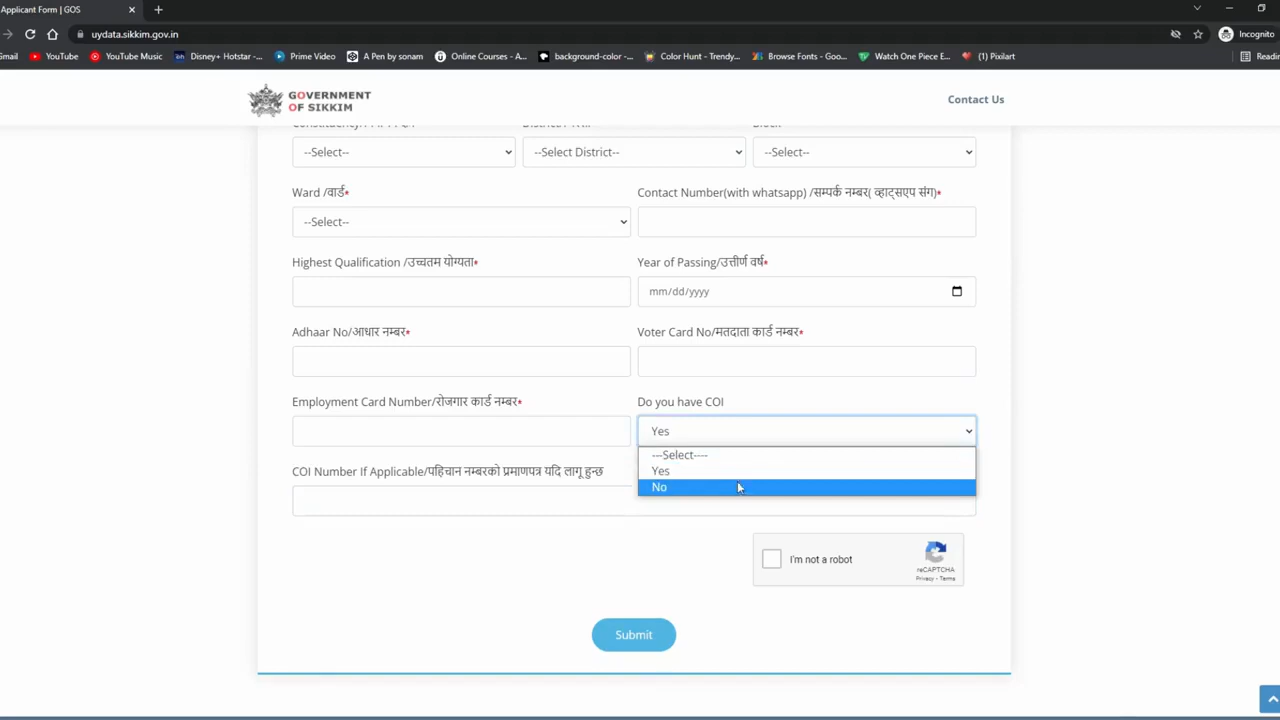 Applicant Form | GOS
uydata.sikkim.gov.in
Incognito
Gmail
YouTube
YouTube Music
Disney+ Hotstar -...
Prime Video
A Pen by sonam
Online Courses - A...
background-color -...
Color Hunt - Trendy...
Browse Fonts - Goo...
Watch One Piece E...
(X) Pixilart
Readin
GOVERNMENT
OF SIKKIM
Contact Us
--Select--
--Select District--
--Select--
Ward /वार्ड*
Contact Number(with whatsapp) /सम्पर्क नम्बर( व्हाट्सएप संग)*
--Select--
Highest Qualification /उच्चतम योग्यता*
Year of Passing/उत्तीर्ण वर्ष*
mm/dd/yyyy
Adhaar No/आधार नम्बर*
Voter Card No/मतदाता कार्ड नम्बर*
Employment Card Number/रोजगार कार्ड नम्बर*
Do you have COI
Yes
---Select----
Yes
No
COI Number If Applicable/पहिचान नम्बरको प्रमाणपत्र यदि लागू हुन्छ
I'm not a robot
reCAPTCHA
Privacy - Terms
Submit